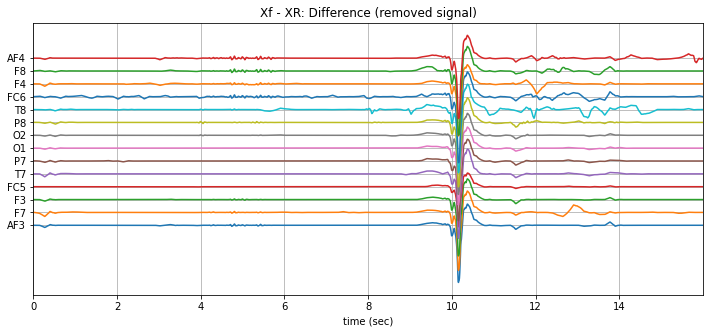 Xf - XR: Difference (removed signal)
AF4
F8
F4
FC6
T8
P8
O2
O1
P7
T7
FC5
F3
F7
AF3
0 2 4 6 8 10 12 14
time (sec)